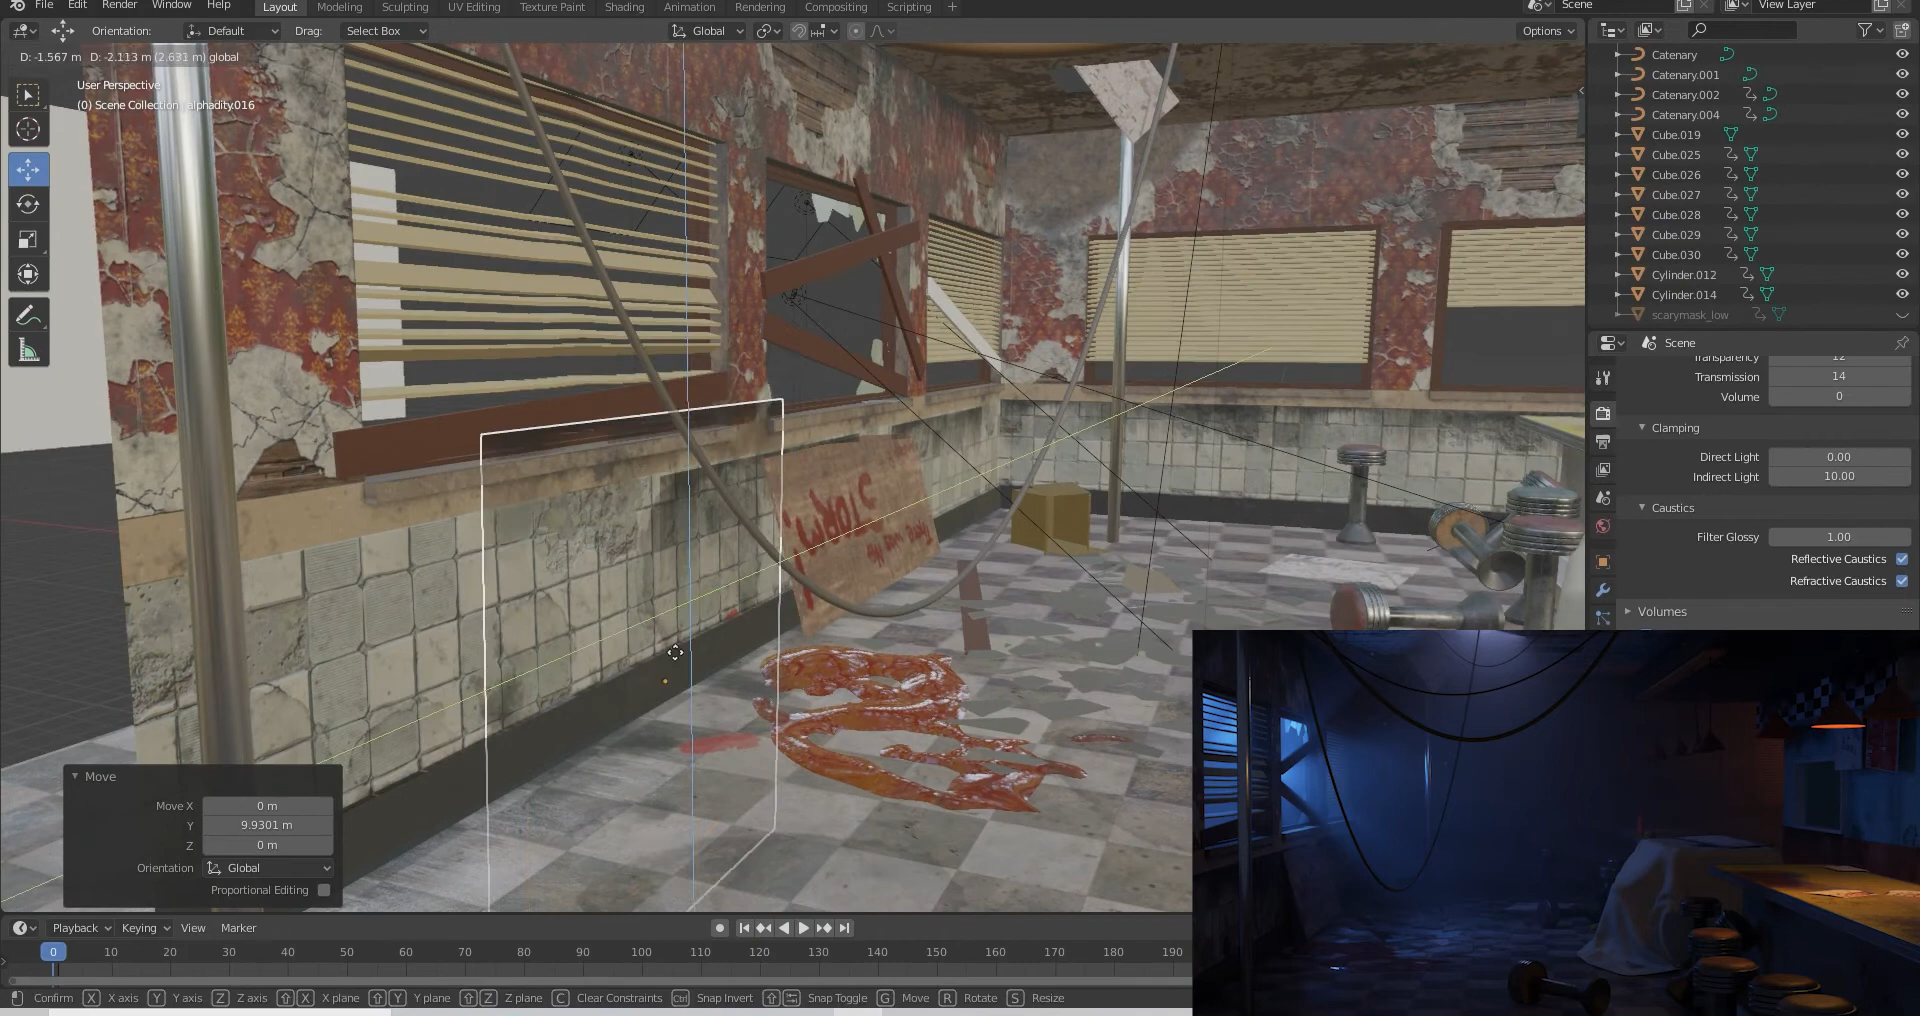 File Edit Render Window Help Layout Modeling Sculpting UV Editing Texture Paint Shading Animation Rendering Compositing Scripting + Scene View Layer
Orientation: Default Drag: Select Box Global Options
D: -1.567 m D: -2.113 m (2.631 m) global
User Perspective
(0) Scene Collection | alphadity.016
Catenary
Catenary.001
Catenary.002
Catenary.004
Cube.019
Cube.025
Cube.026
Cube.027
Cube.028
Cube.029
Cube.030
Cylinder.012
Cylinder.014
scarymask_low
Scene
Transparency 12
Transmission 14
Volume 0
Clamping
Direct Light 0.00
Indirect Light 10.00
Caustics
Filter Glossy 1.00
Reflective Caustics
Refractive Caustics
Volumes
Move
Move X 0 m
Y 9.9301 m
Z 0 m
Orientation Global
Proportional Editing
Playback Keying View Marker
0 10 20 30 40 50 60 70 80 90 100 110 120 130 140 150 160 170 180 190
Confirm X X axis Y Y axis Z Z axis X X plane Y Y plane Z Z plane C Clear Constraints Ctrl Snap Invert Snap Toggle G Move R Rotate S Resize